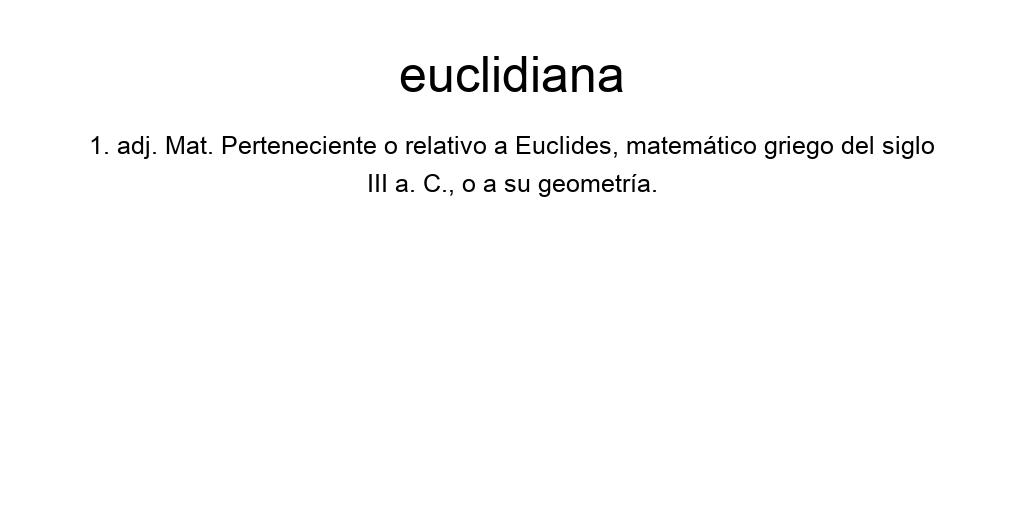 euclidiana
1. adj. Mat. Perteneciente o relativo a Euclides, matemático griego del siglo
III a. C., o a su geometría.